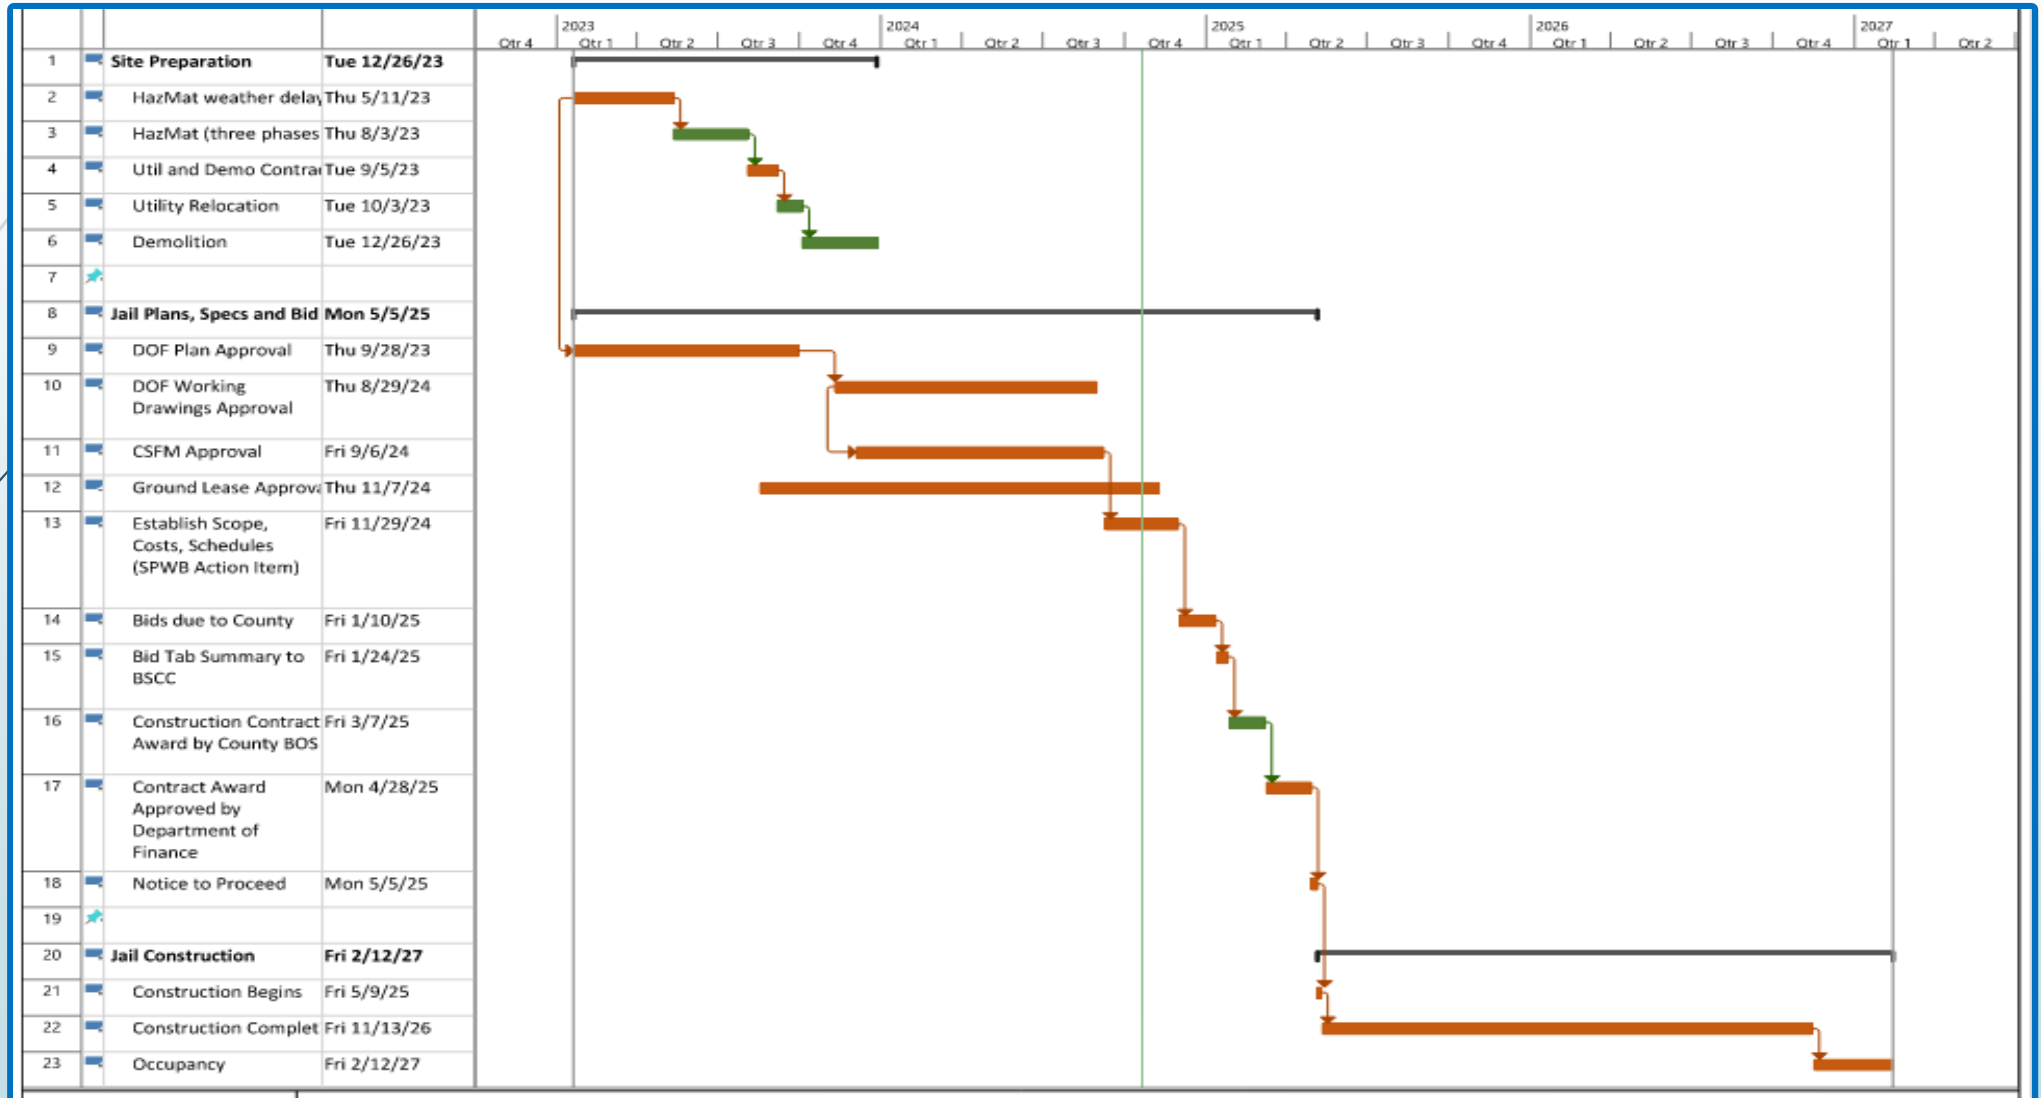 2023 2024 2025 2026 2027
Qtr 4 Qtr 1 Qtr 2 Qtr 3 Qtr 4 Qtr 1 Qtr 2 Qtr 3 Qtr 4 Qtr 1 Qtr 2 Qtr 3 Qtr 4 Qtr 1 Qtr 2 Qtr 3 Qtr 4 Qtr 1 Qtr 2
1 Site Preparation Tue 12/26/23
2 HazMat weather delay Thu 5/11/23
3 HazMat (three phases Thu 8/3/23
4 Util and Demo Contra Tue 9/5/23
5 Utility Relocation Tue 10/3/23
6 Demolition Tue 12/26/23
7
8 Jail Plans, Specs and Bid Mon 5/5/25
9 DOF Plan Approval Thu 9/28/23
10 DOF Working Thu 8/29/24
Drawings Approval
11 CSFM Approval Fri 9/6/24
12 Ground Lease Approva Thu 11/7/24
13 Establish Scope, Fri 11/29/24
Costs, Schedules
(SPWB Action Item)
14 Bids due to County Fri 1/10/25
15 Bid Tab Summary to Fri 1/24/25
BSCC
16 Construction Contract Fri 3/7/25
Award by County BOS
17 Contract Award Mon 4/28/25
Approved by
Department of
Finance
18 Notice to Proceed Mon 5/5/25
19
20 Jail Construction Fri 2/12/27
21 Construction Begins Fri 5/9/25
22 Construction Complet Fri 11/13/26
23 Occupancy Fri 2/12/27